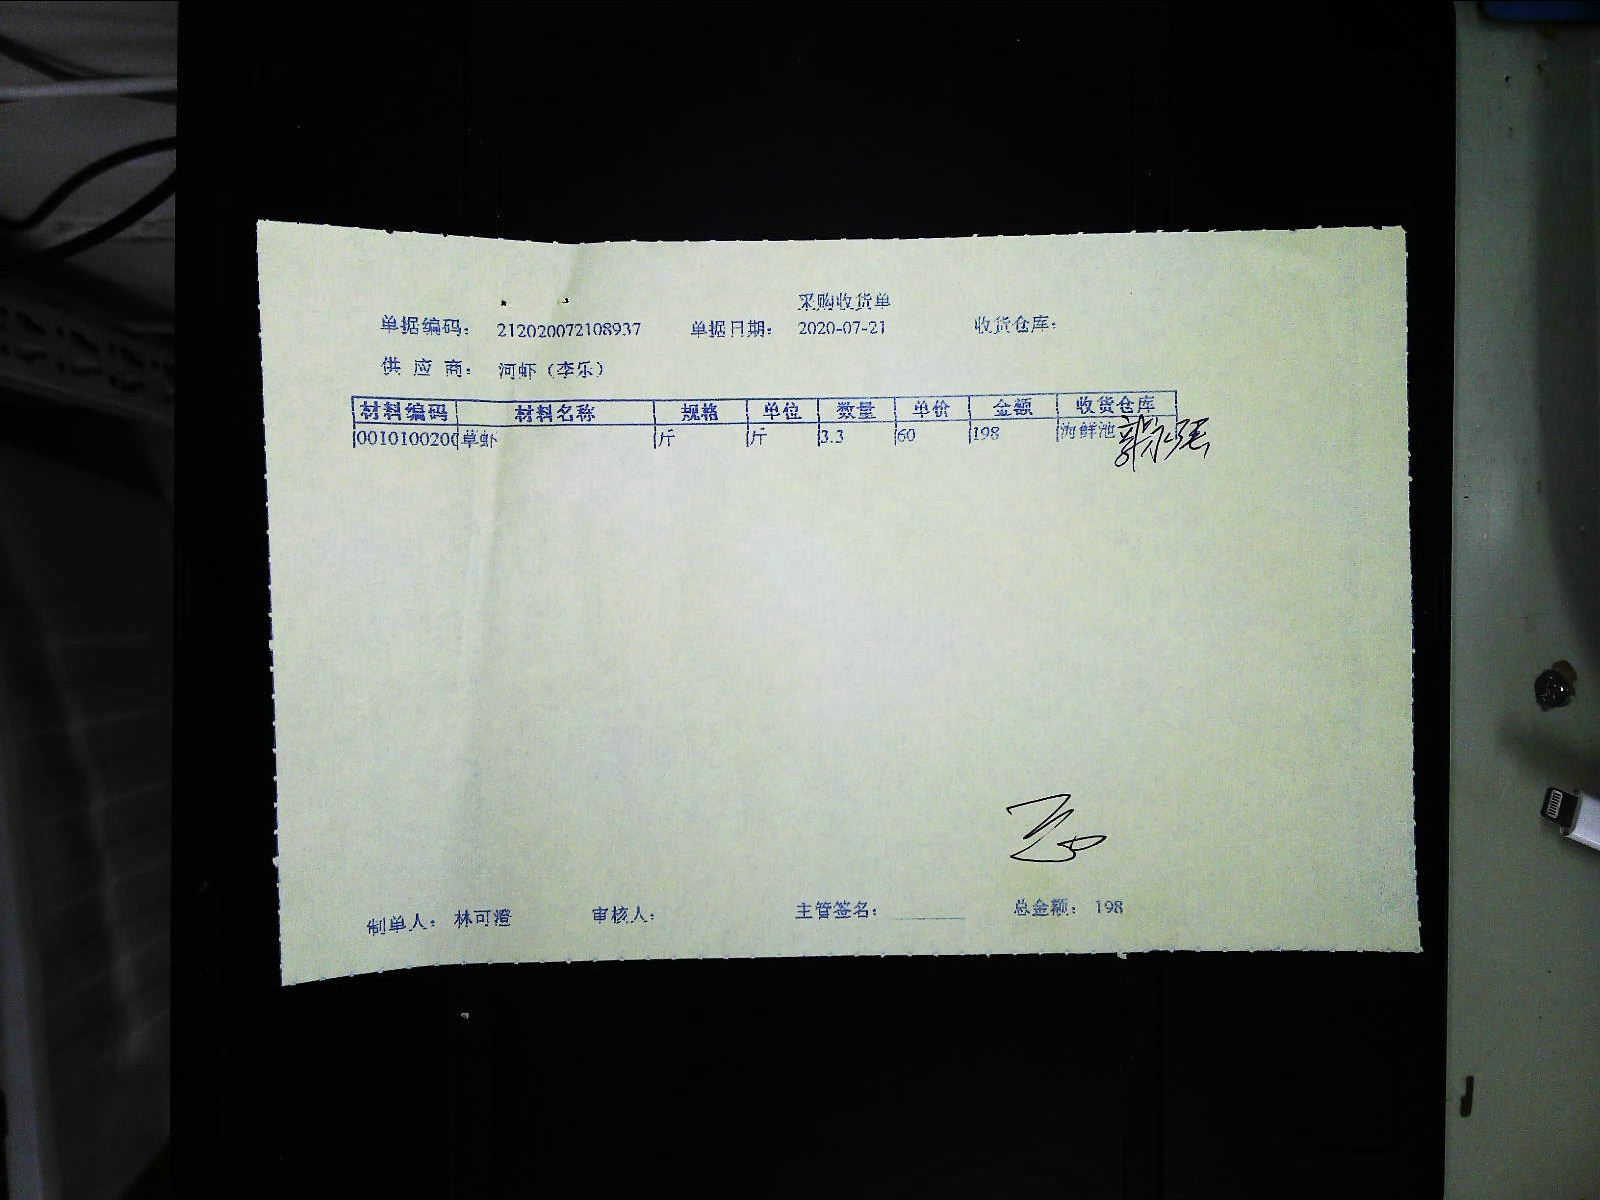 采购收货单
单据编码: 212020072108937 单据日期: 2020-07-21 收货仓库:
供应商: 河虾 (李乐)
材料编码 材料名称 规格 单位 数量 单价 金额 收货仓库
0010100200 草虾 斤 斤 3.3 60 198 海鲜池 郭永强
制单人: 林可澄 审核人: 主管签名: 总金额: 198